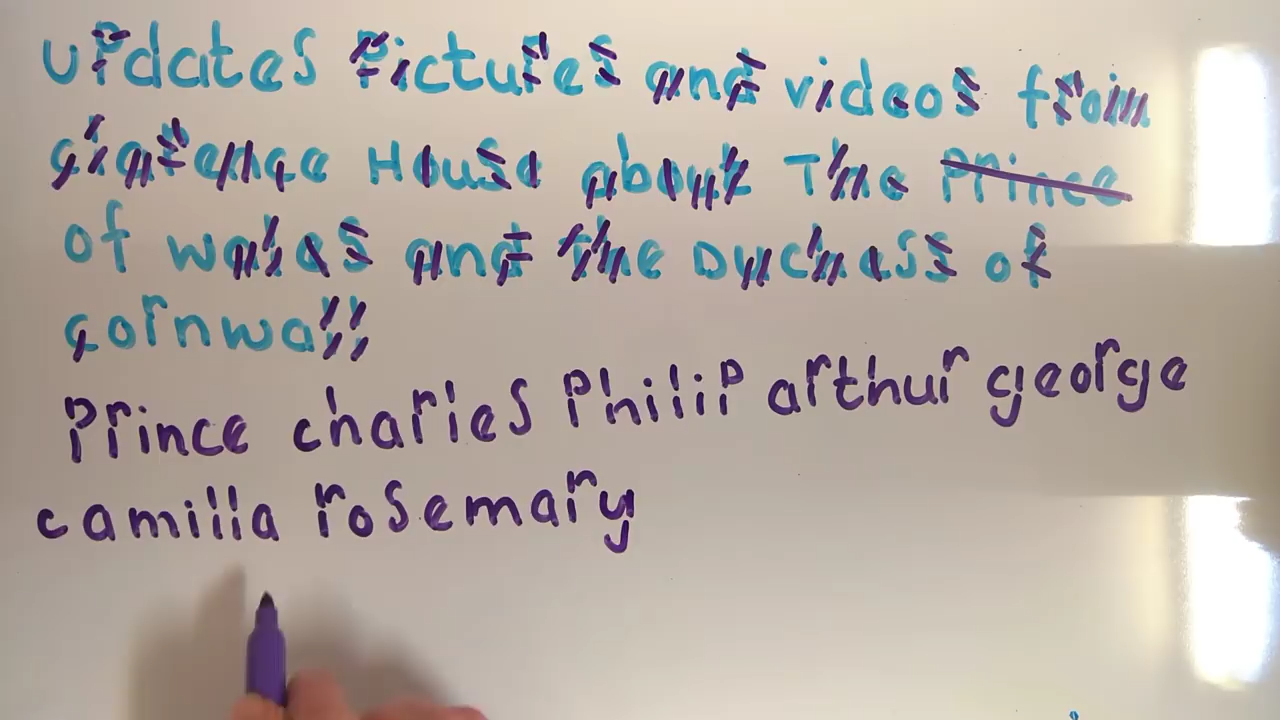 updates Pictures and videos from
clarence House about The Prince
of wales and the Duchess of
cornwall
Prince charles Philip arthur george
camilla rosemary